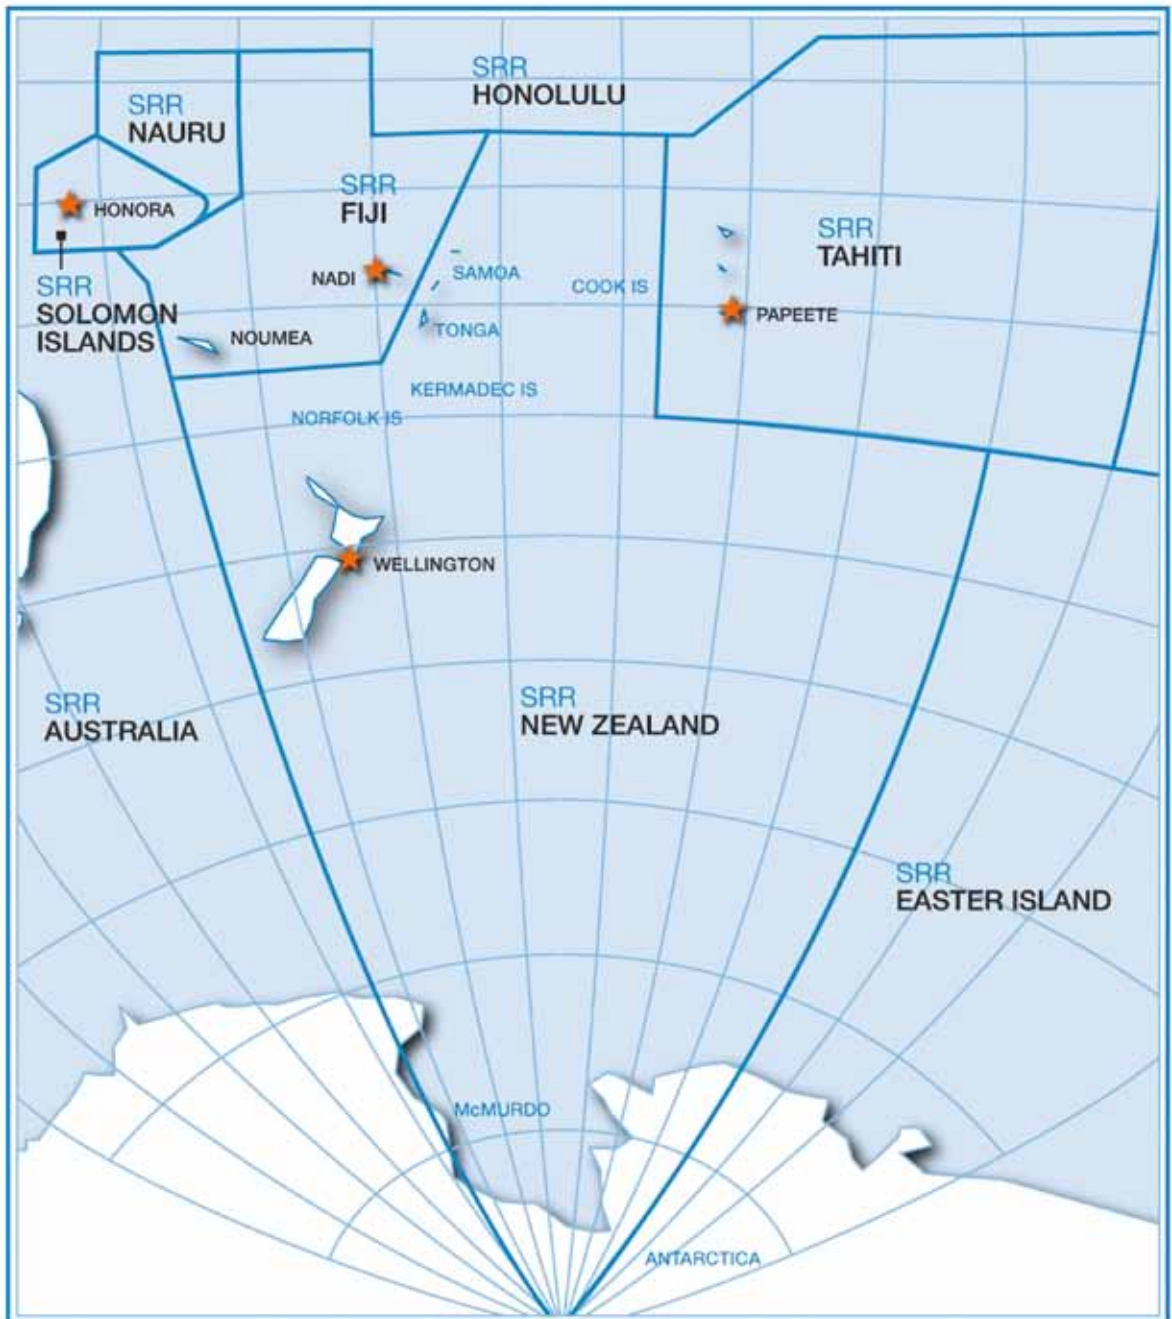 SRR
HONOLULU
SRR
NAURU
SRR
FIJI
HONORA
SRR
TAHITI
NADI
SAMOA
COOK IS
SRR
SOLOMON
ISLANDS
PAPEETE
NOUMEA
TONGA
KERMADEC IS
NORFOLK IS
WELLINGTON
SRR
AUSTRALIA
SRR
NEW ZEALAND
SRR
EASTER ISLAND
McMURDO
ANTARCTICA